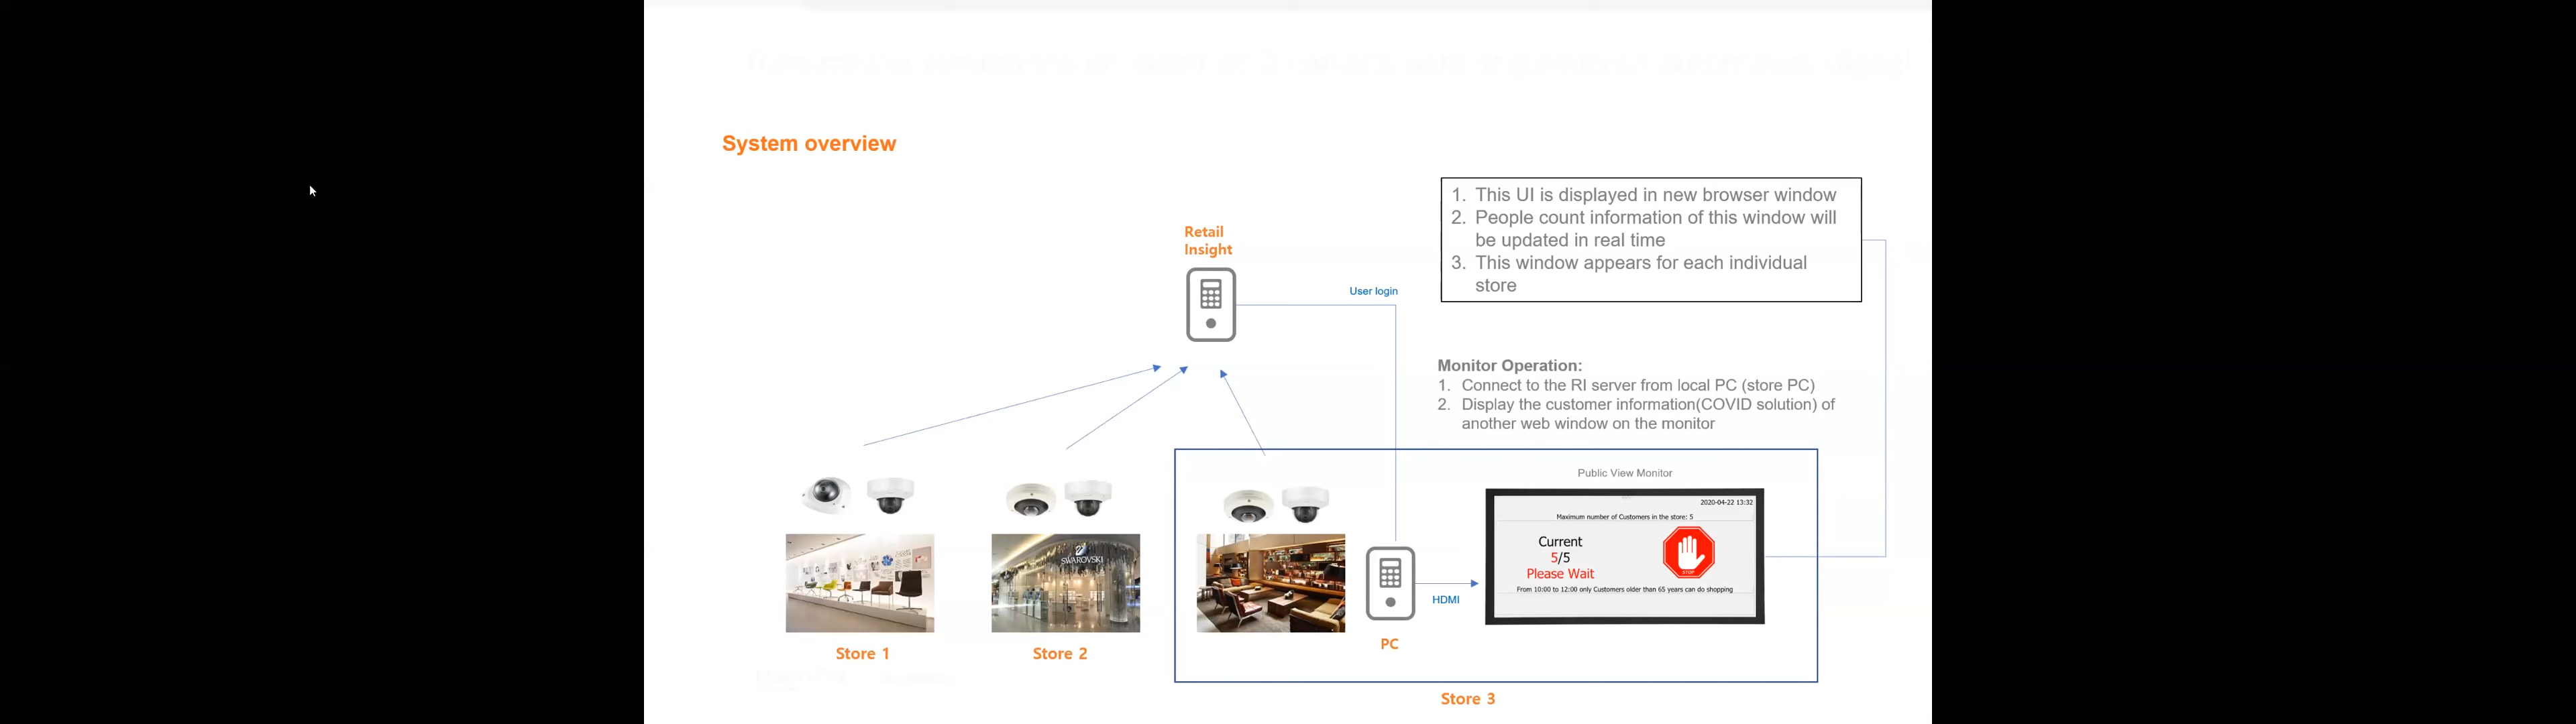 System overview
Retail
Insight
User login
1. This UI is displayed in new browser window
2. People count information of this window will
be updated in real time
3. This window appears for each individual
store
Monitor Operation:
1. Connect to the RI server from local PC (store PC)
2. Display the customer information(COVID solution) of
another web window on the monitor
Public View Monitor
2020-04-22 13:32
Maximum number of Customers in the store: 5
Current
5/5
Please Wait
STOP
From 10:00 to 12:00 only Customers older than 65 years can do shopping
SWAROVSKI
HDMI
PC
Store 1
Store 2
Store 3